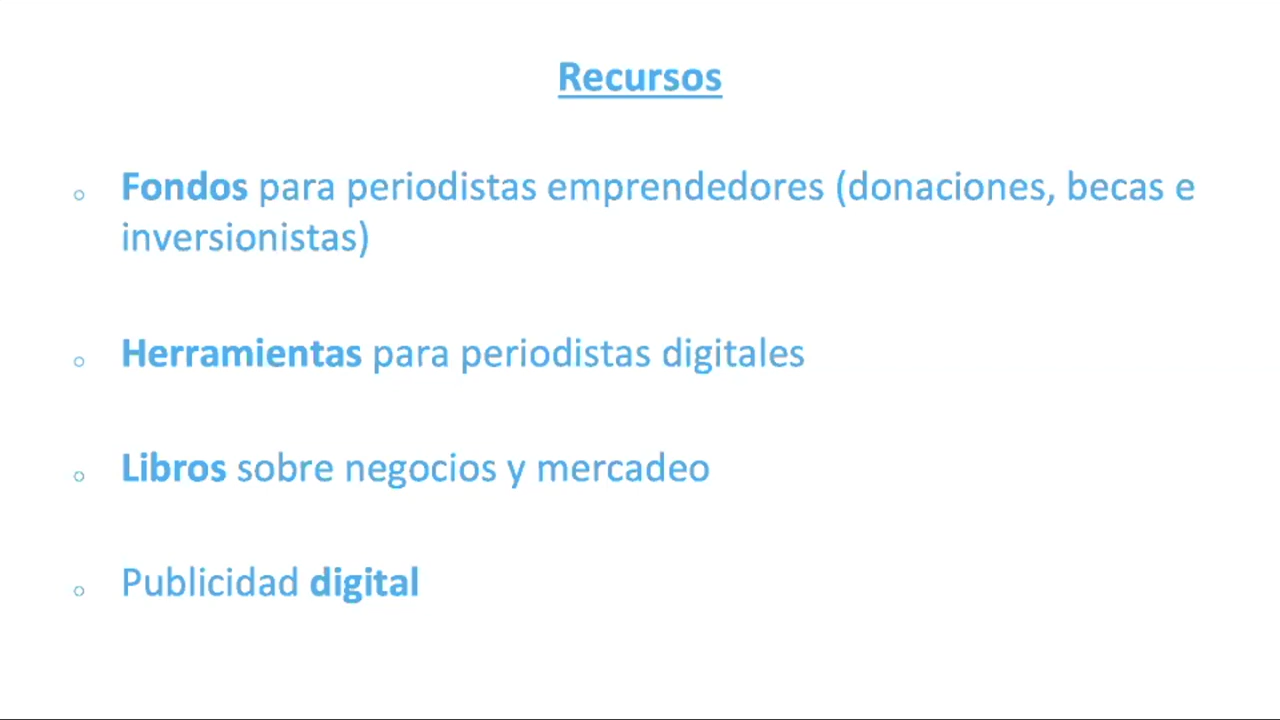 Recursos
Fondos para periodistas emprendedores (donaciones, becas e
inversionistas)
Herramientas para periodistas digitales
Libros sobre negocios y mercadeo
Publicidad digital